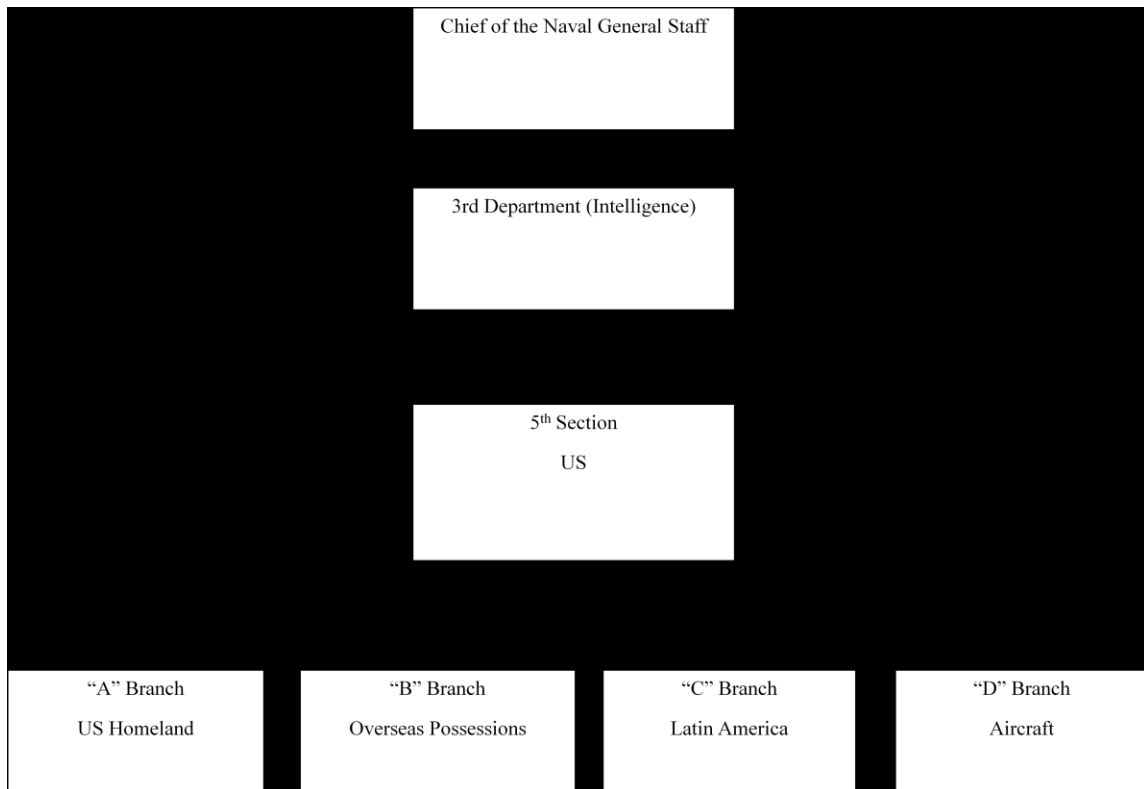 Chief of the Naval General Staff
3rd Department (Intelligence)
5th Section
US
“A” Branch
US Homeland
“B” Branch
Overseas Possessions
“C” Branch
Latin America
“D” Branch
Aircraft